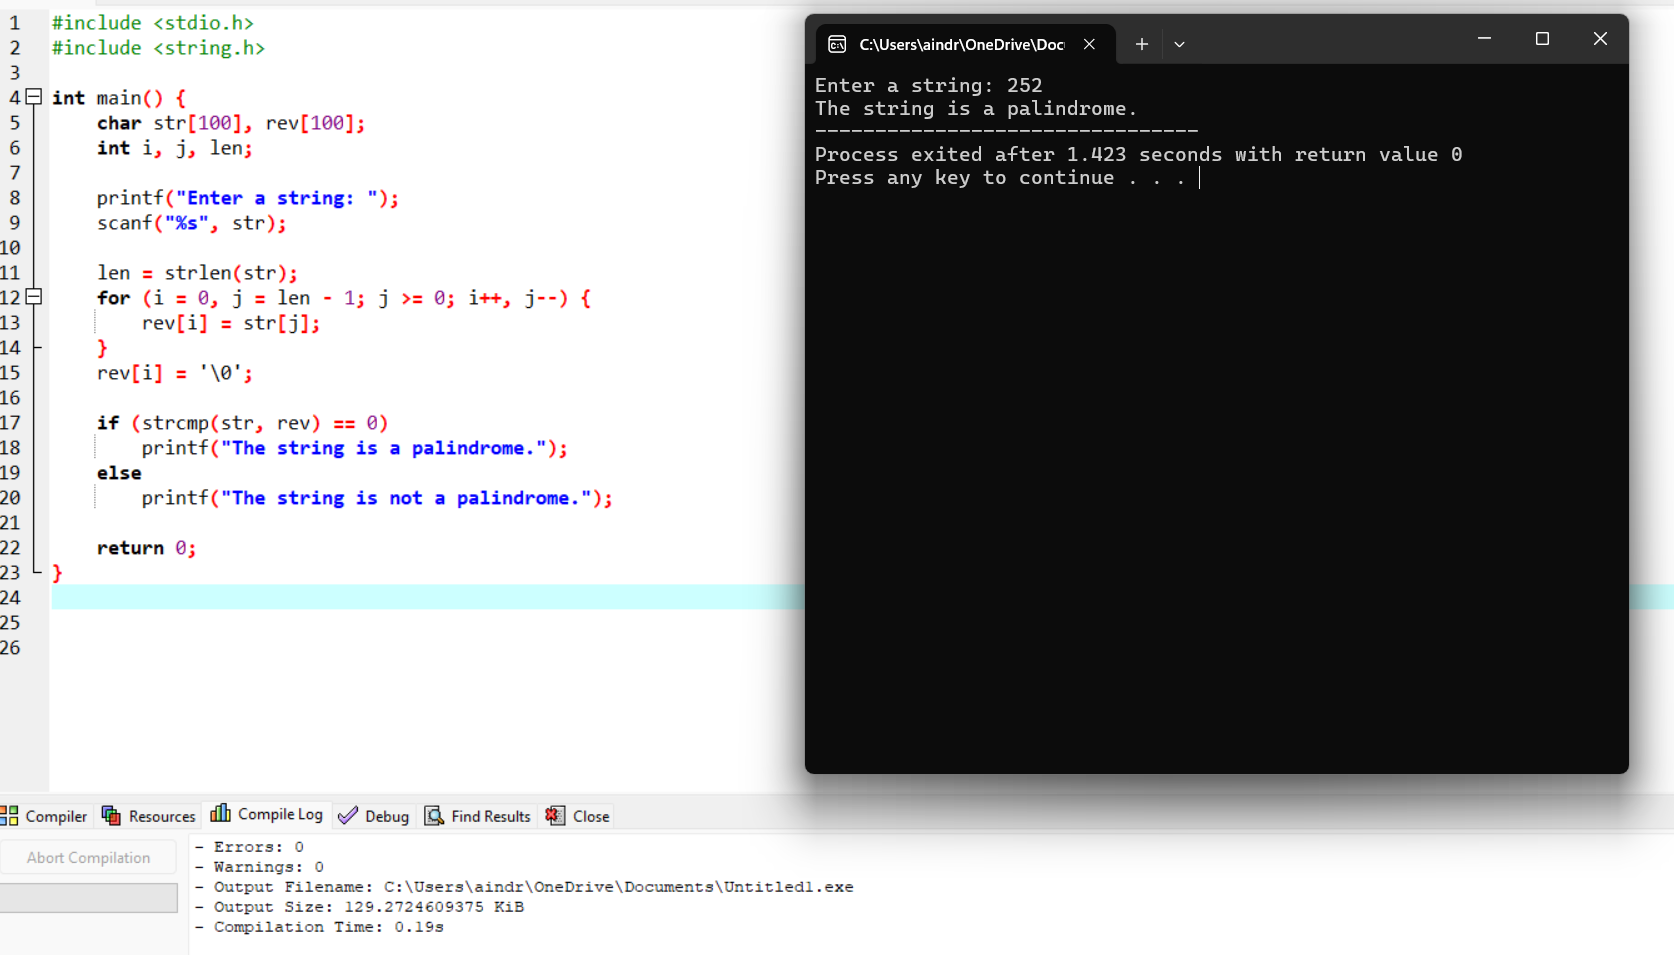 1 #include <stdio.h>
2 #include <string.h>
3
4 int main() {
5     char str[100], rev[100];
6     int i, j, len;
7
8     printf("Enter a string: ");
9     scanf("%s", str);
10
11     len = strlen(str);
12     for (i = 0, j = len - 1; j >= 0; i++, j--) {
13         rev[i] = str[j];
14     }
15     rev[i] = '\0';
16
17     if (strcmp(str, rev) == 0)
18         printf("The string is a palindrome.");
19     else
20         printf("The string is not a palindrome.");
21
22     return 0;
23 }
24
25
26
C:\Users\aindr\OneDrive\Doc
Enter a string: 252
The string is a palindrome.
--------------------------------
Process exited after 1.423 seconds with return value 0
Press any key to continue . . .
Compiler Resources Compile Log Debug Find Results Close
Abort Compilation
- Errors: 0
- Warnings: 0
- Output Filename: C:\Users\aindr\OneDrive\Documents\Untitled1.exe
- Output Size: 129.2724609375 KiB
- Compilation Time: 0.19s